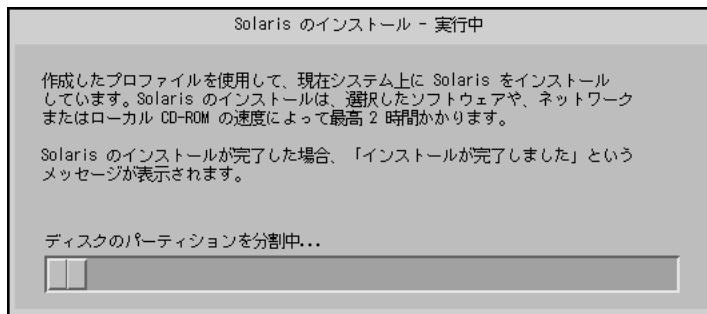 Solaris のインストール - 実行中
作成したプロファイルを使用して、現在システム上に Solaris をインストール
しています。Solaris のインストールは、選択したソフトウェアや、ネットワーク
またはローカル CD-ROM の速度によって最高 2 時間かかります。
Solaris のインストールが完了した場合、「インストールが完了しました」という
メッセージが表示されます。
ディスクのパーティションを分割中...